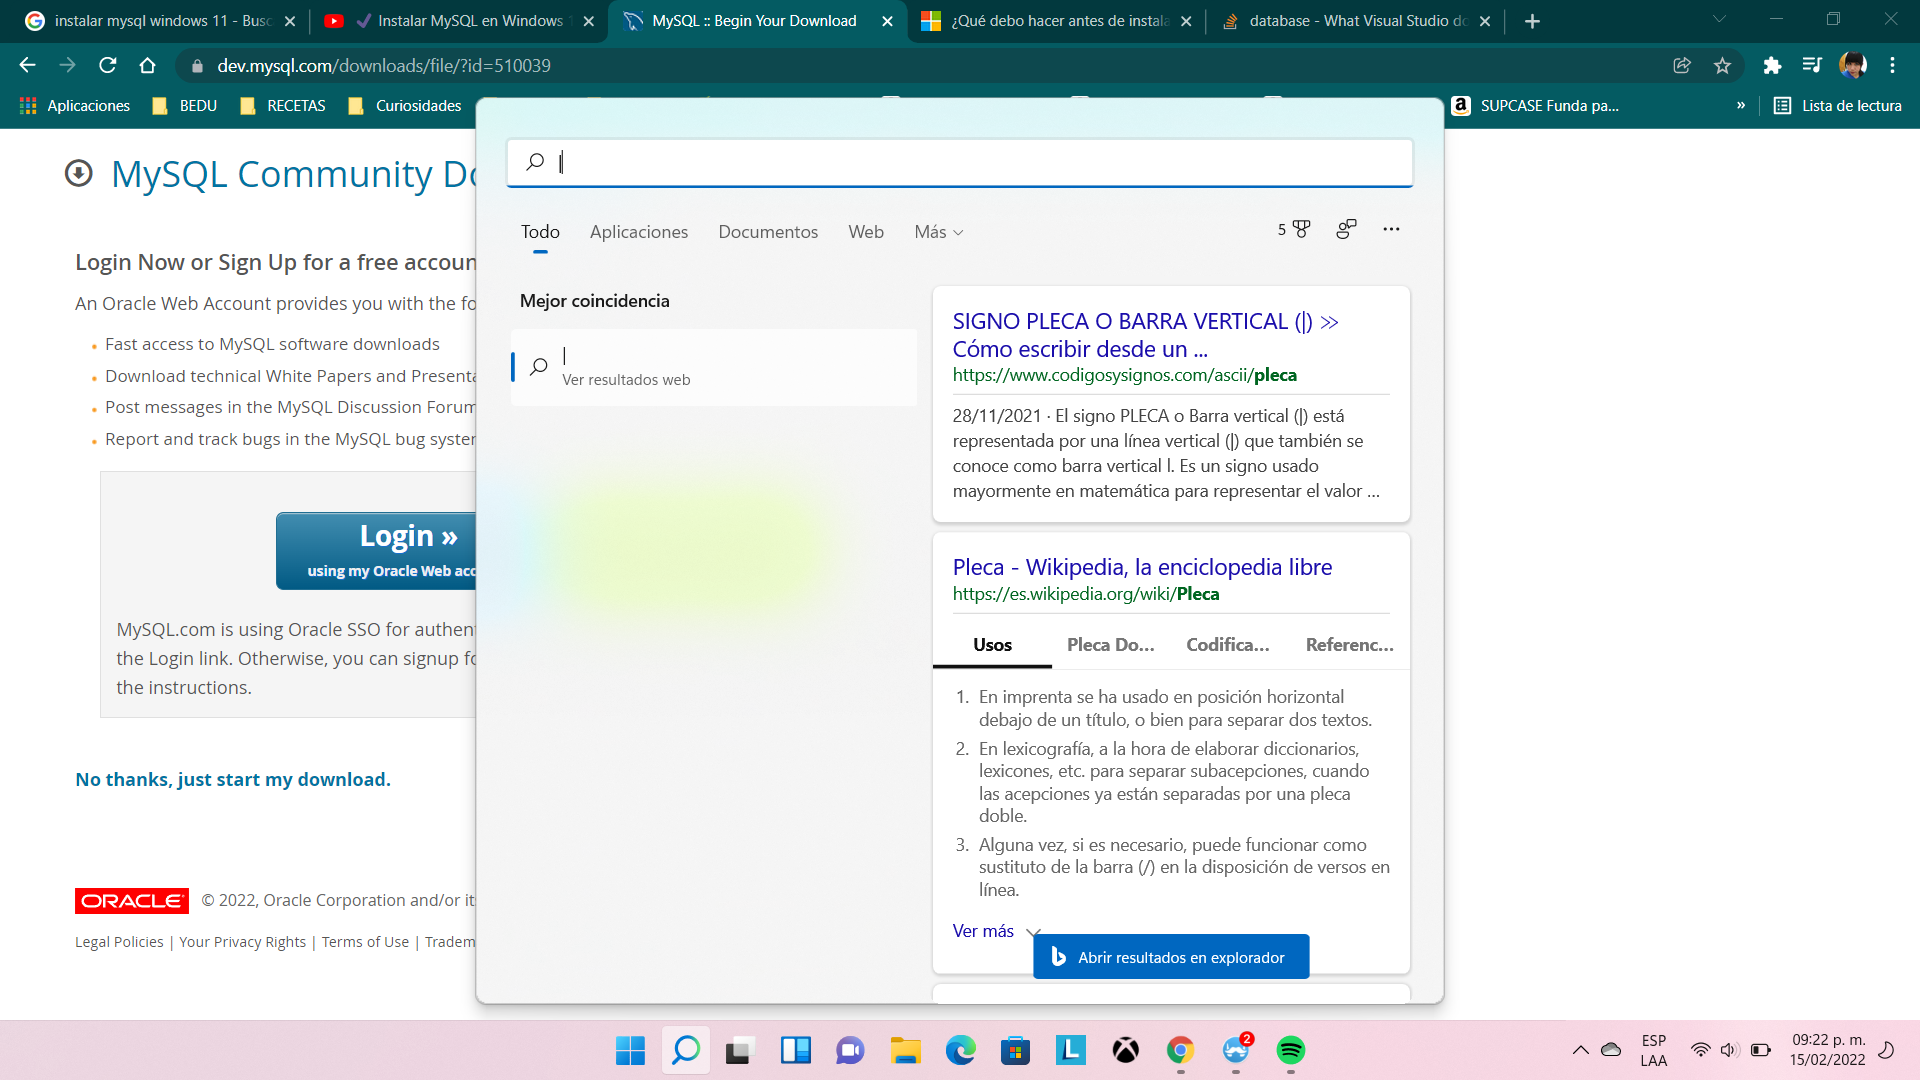 instalar mysql windows 11 - Busc
Instalar MySQL en Windows 1
MySQL :: Begin Your Download
¿Qué debo hacer antes de instala
database - What Visual Studio do
dev.mysql.com/downloads/file/?id=510039
Aplicaciones
BEDU
RECETAS
Curiosidades
SUPCASE Funda pa...
»
Lista de lectura
MySQL Community Do
Login Now or Sign Up for a free accoun
An Oracle Web Account provides you with the fo
• Fast access to MySQL software downloads
• Download technical White Papers and Presenta
• Post messages in the MySQL Discussion Forum
• Report and track bugs in the MySQL bug system
Login »
using my Oracle Web acc
MySQL.com is using Oracle SSO for authent
the Login link. Otherwise, you can signup fo
the instructions.
No thanks, just start my download.
ORACLE
© 2022, Oracle Corporation and/or it
Legal Policies | Your Privacy Rights | Terms of Use | Tradem
|
Todo
Aplicaciones
Documentos
Web
Más
5
Mejor coincidencia
|
Ver resultados web
SIGNO PLECA O BARRA VERTICAL (|) ≫
Cómo escribir desde un ...
https://www.codigosysignos.com/ascii/pleca
28/11/2021 · El signo PLECA o Barra vertical (|) está
representada por una línea vertical (|) que también se
conoce como barra vertical l. Es un signo usado
mayormente en matemática para representar el valor ...
Pleca - Wikipedia, la enciclopedia libre
https://es.wikipedia.org/wiki/Pleca
Usos
Pleca Do...
Codifica...
Referenc...
1. En imprenta se ha usado en posición horizontal
debajo de un título, o bien para separar dos textos.
2. En lexicografía, a la hora de elaborar diccionarios,
lexicones, etc. para separar subacepciones, cuando
las acepciones ya están separadas por una pleca
doble.
3. Alguna vez, si es necesario, puede funcionar como
sustituto de la barra (/) en la disposición de versos en
línea.
Ver más
Abrir resultados en explorador
2
ESP
LAA
09:22 p. m.
15/02/2022